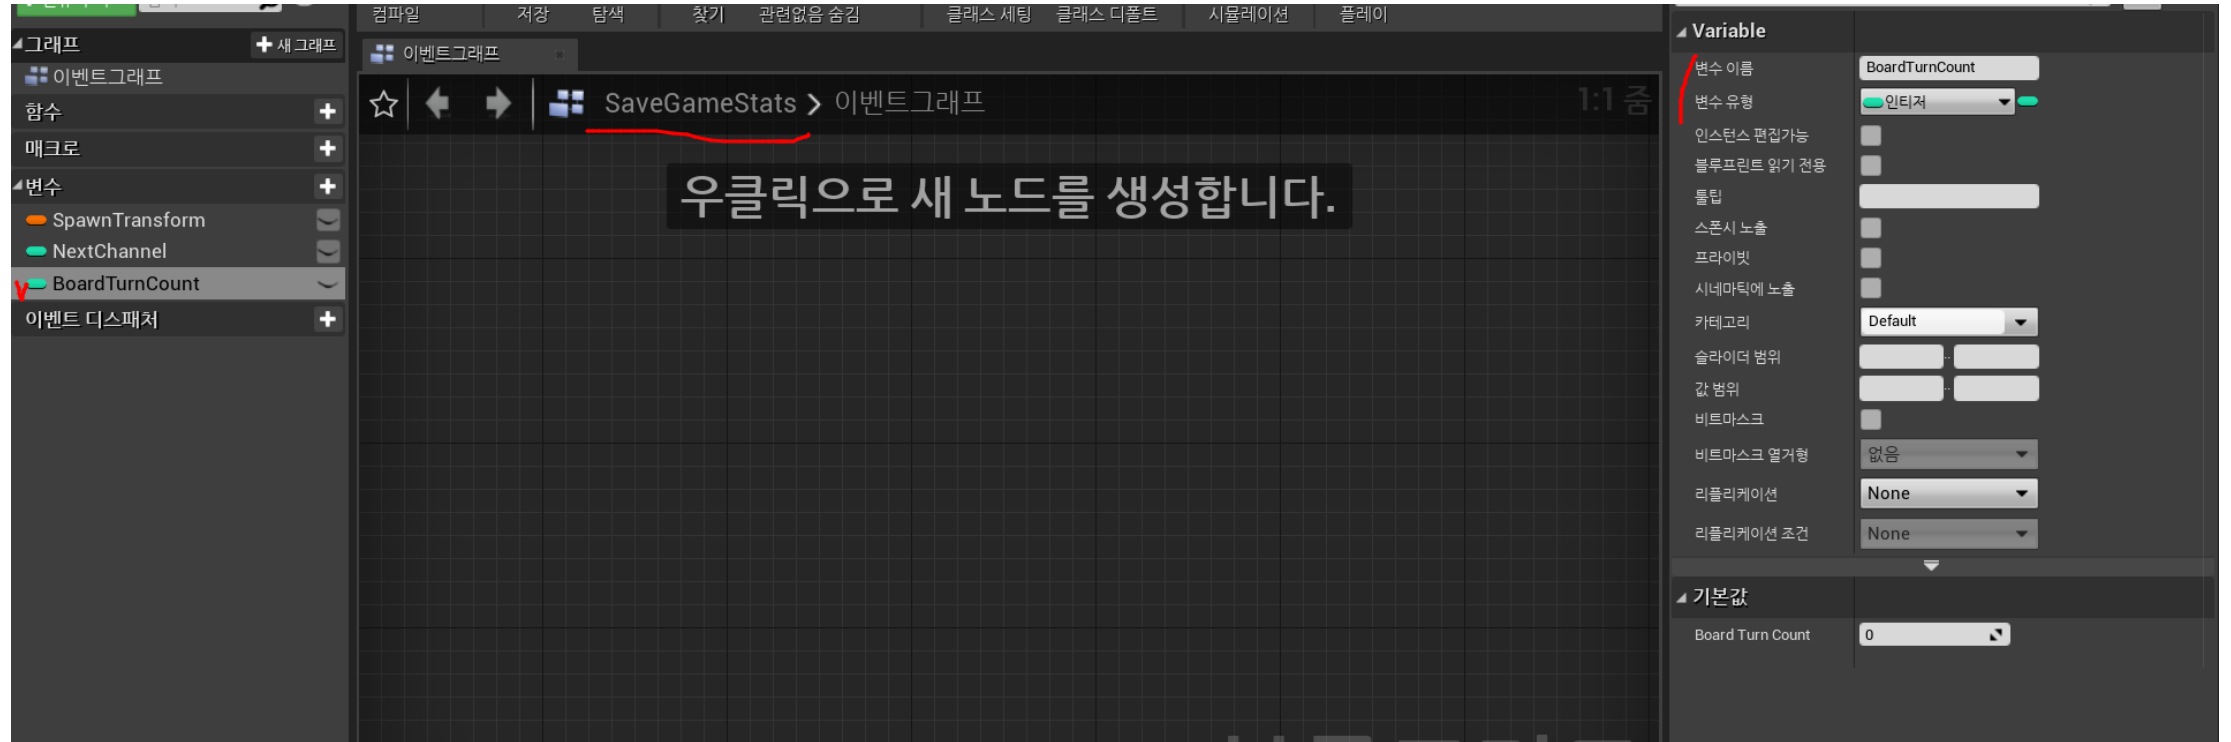 컴파일 저장 탐색 찾기 관련없음 숨김 클래스 세팅 클래스 디폴트 시뮬레이션 플레이
그래프 새 그래프
이벤트그래프
함수
매크로
변수
SpawnTransform
NextChannel
BoardTurnCount
이벤트 디스패처
이벤트그래프
SaveGameStats > 이벤트그래프 1:1 줌
우클릭으로 새 노드를 생성합니다.
Variable
변수 이름 BoardTurnCount
변수 유형 인티저
인스턴스 편집가능
블루프린트 읽기 전용
툴팁
스폰시 노출
프라이빗
시네마틱에 노출
카테고리 Default
슬라이더 범위
값 범위
비트마스크
비트마스크 열거형 없음
리플리케이션 None
리플리케이션 조건 None
기본값
Board Turn Count 0